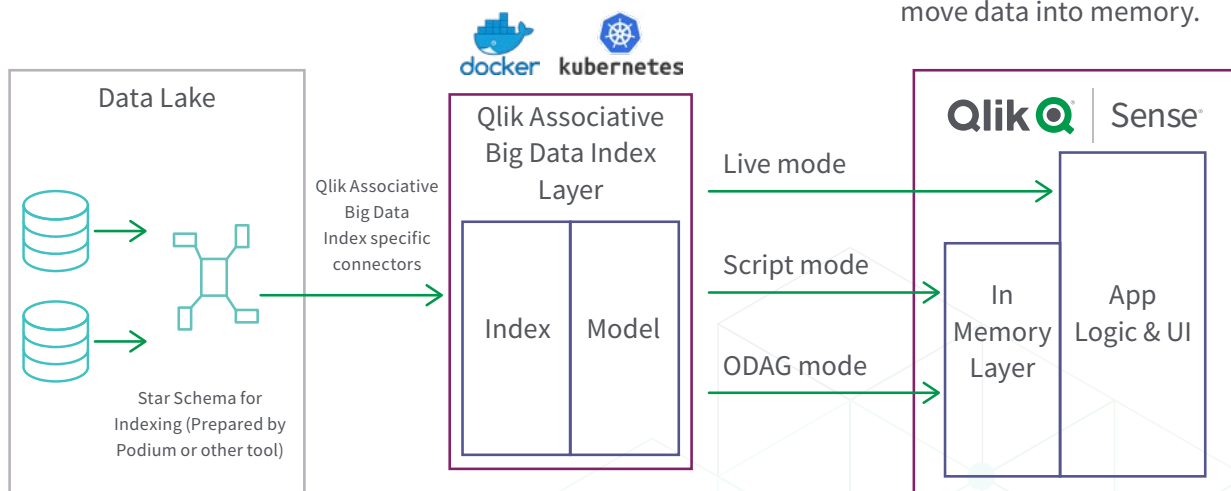 move data into memory.
docker kubernetes
Data Lake
Qlik Associative
Big Data Index
Layer
Qlik Q Sense
Live mode
Qlik Associative
Big Data
Index specific
connectors
Script mode
Index
Model
In
Memory
Layer
App
Logic & UI
ODAG mode
Star Schema for
Indexing (Prepared by
Podium or other tool)